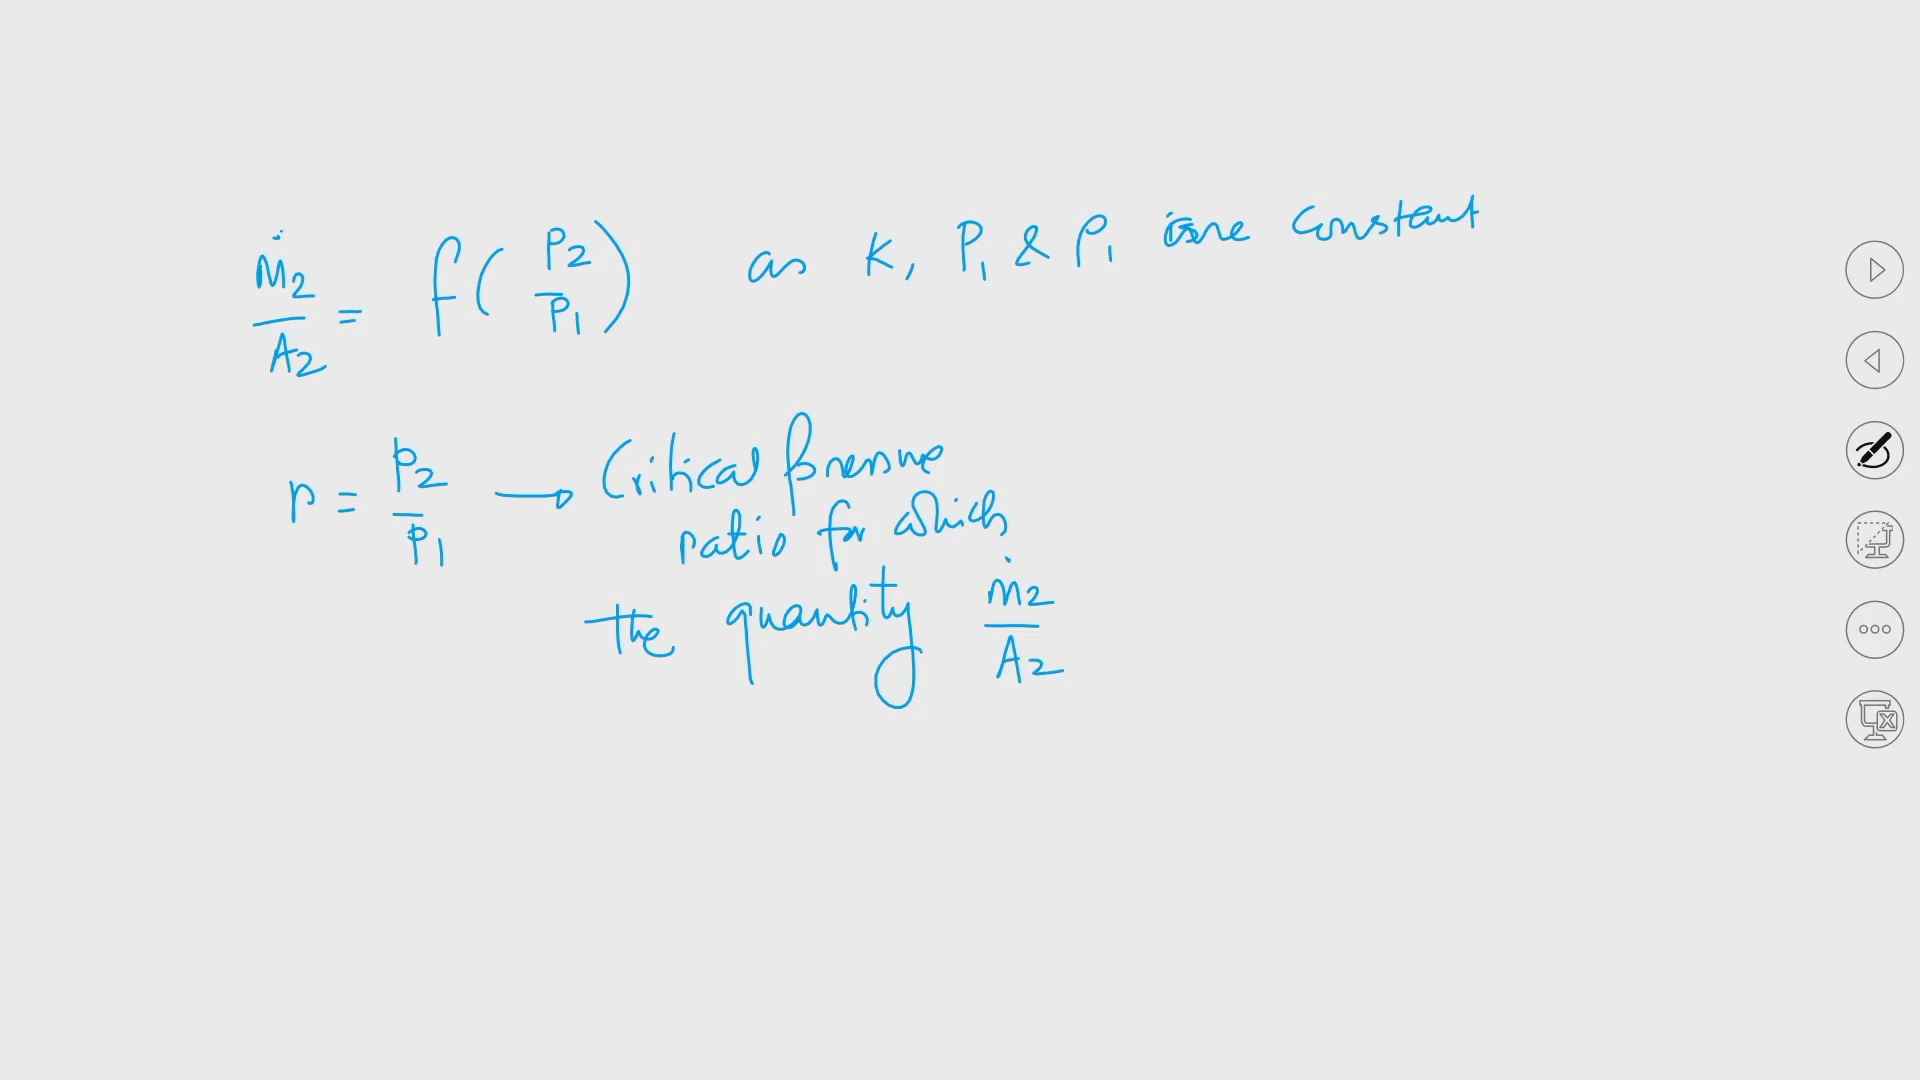 ṁ₂/A₂ = f(P₂/P₁) as K, P₁ & ρ₁ are constant
r = P₂/P₁ → Critical pressure
ratio for which
the quantity ṁ₂/A₂